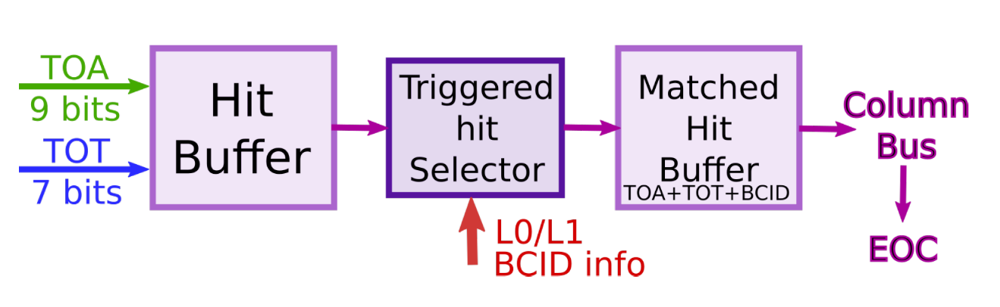 TOA
9 bits
TOT
7 bits
Hit
Buffer
Triggered
hit
Selector
L0/L1
BCID info
Matched
Hit
Buffer
TOA+TOT+BCID
Column
Bus
EOC